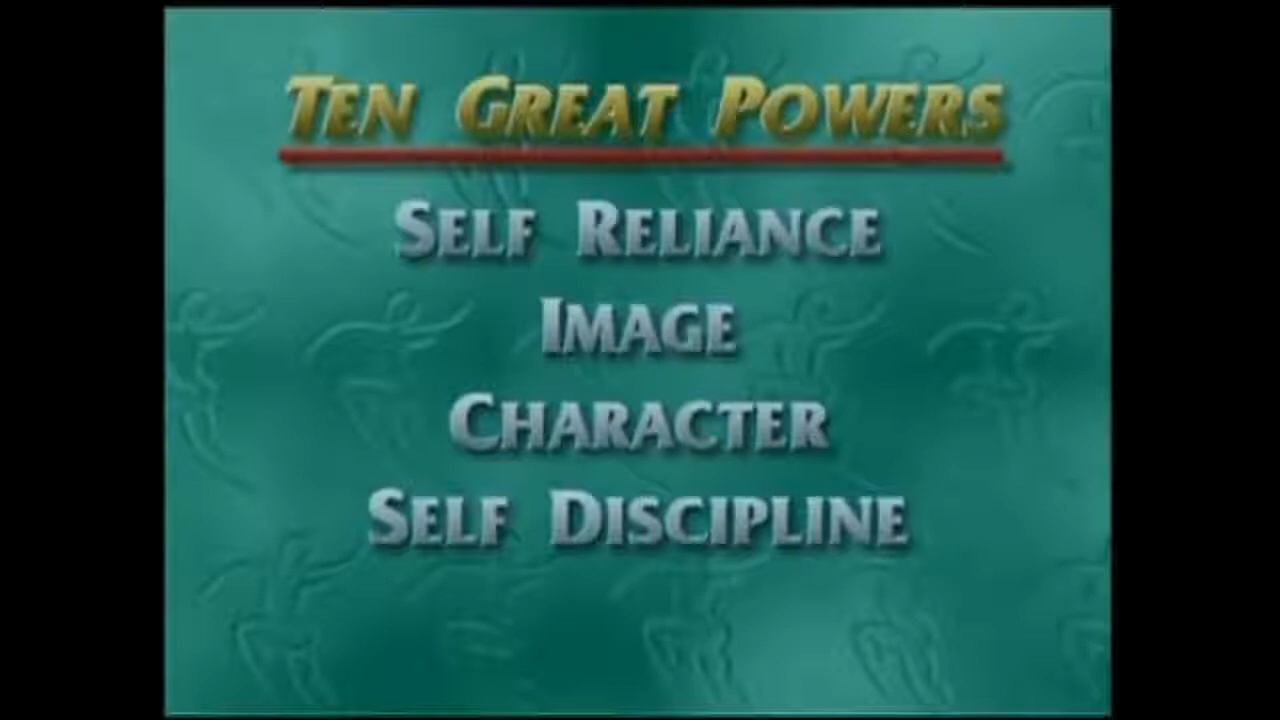 TEN GREAT POWERS
SELF RELIANCE
IMAGE
CHARACTER
SELF DISCIPLINE